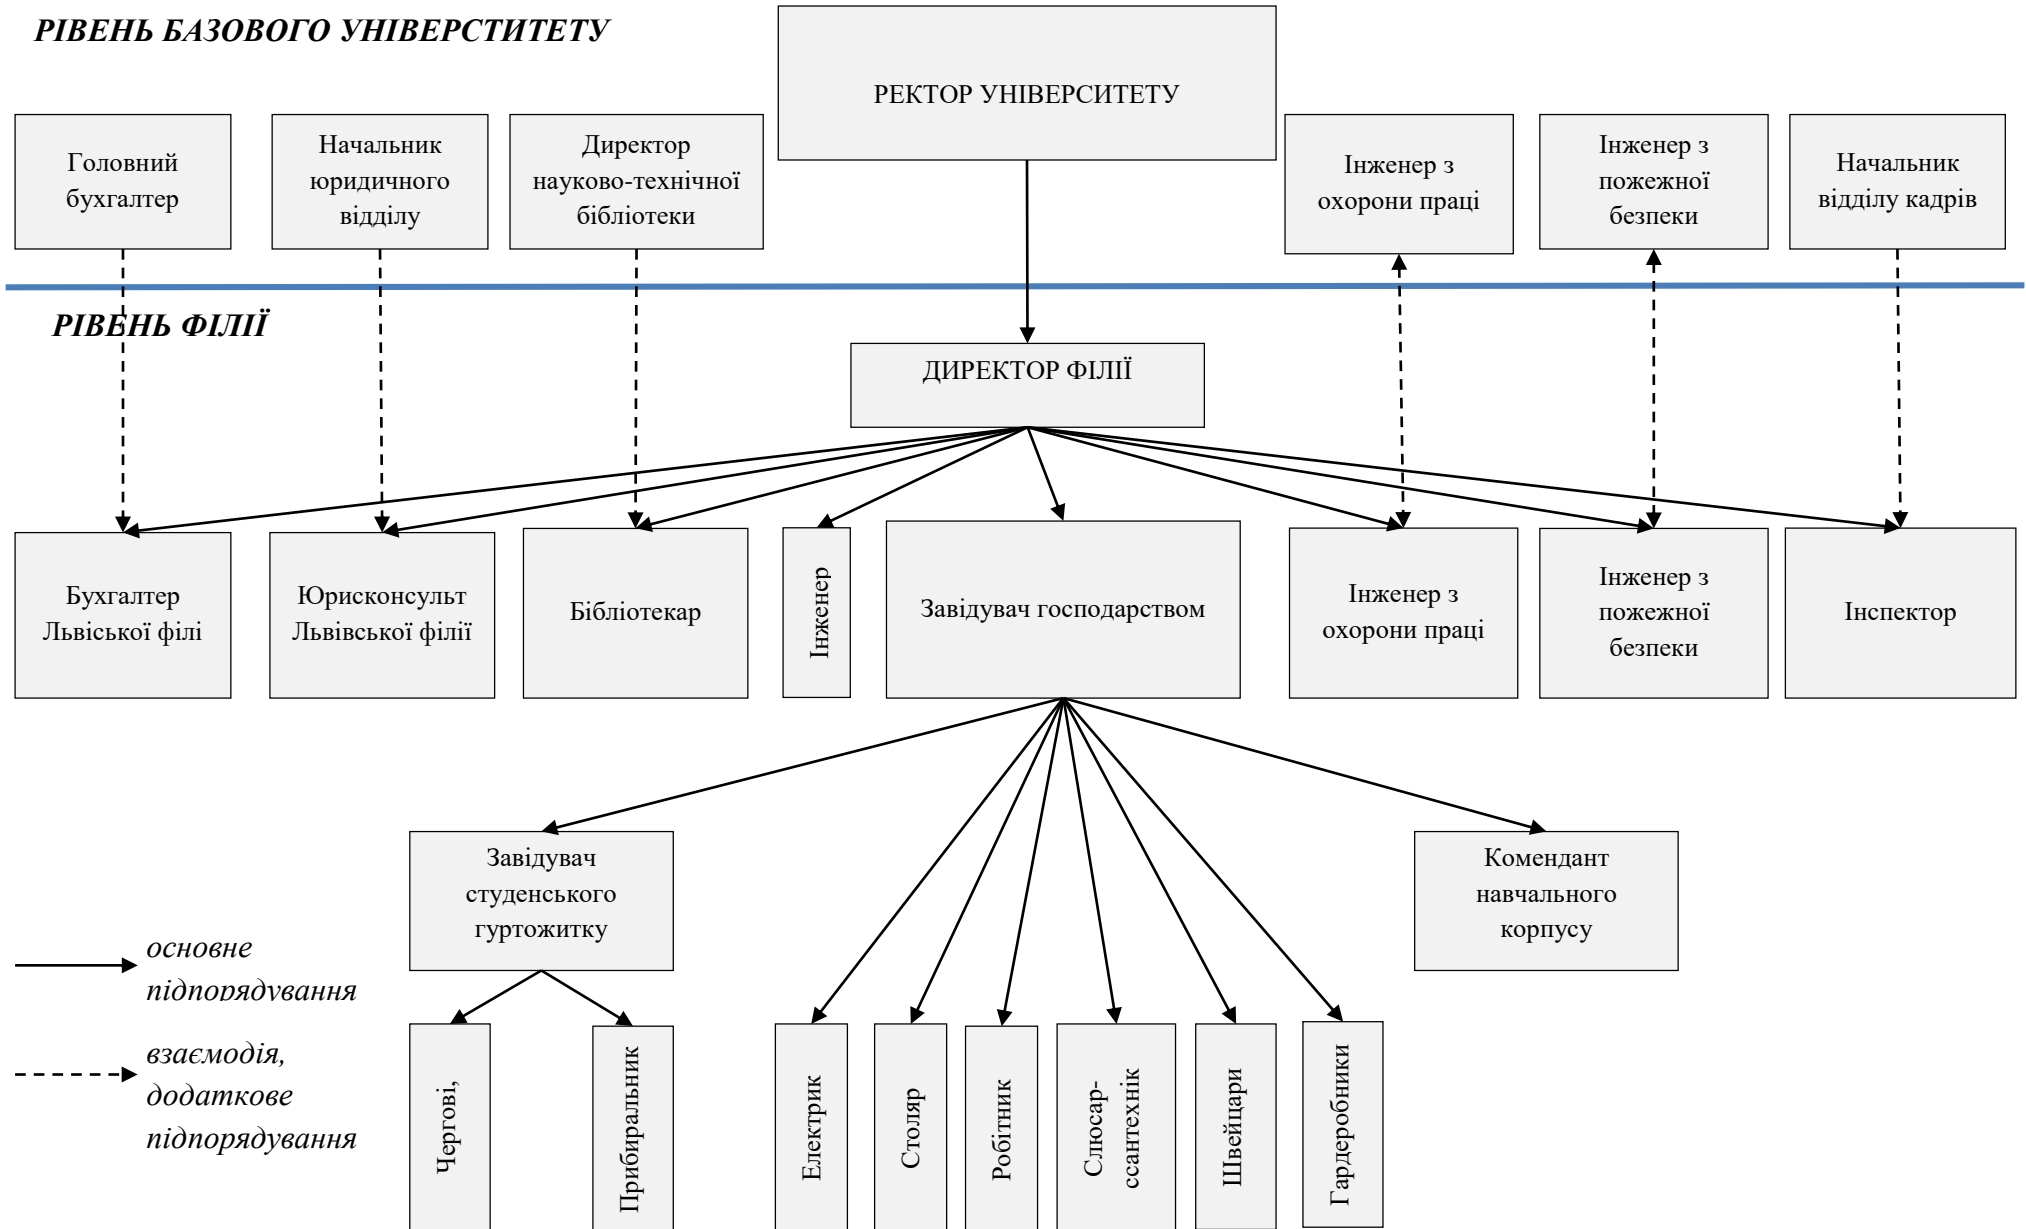 РІВЕНЬ БАЗОВОГО УНІВЕРСТИТЕТУ
РЕКТОР УНІВЕРСИТЕТУ
Головний
бухгалтер
Начальник
юридичного
відділу
Директор
науково-технічної
бібліотеки
Інженер з
охорони праці
Інженер з
пожежної
безпеки
Начальник
відділу кадрів
РІВЕНЬ ФІЛІЇ
ДИРЕКТОР ФІЛІЇ
Бухгалтер
Львіської філі
Юрисконсульт
Львівської філії
Бібліотекар
Інженер
Завідувач господарством
Інженер з
охорони праці
Інженер з
пожежної
безпеки
Інспектор
Завідувач
студенського
гуртожитку
Комендант
навчального
корпусу
основне
підпорядування
взаємодія,
додаткове
підпорядування
Чергові,
Прибиральник
Електрик
Столяр
Робітник
Слюсар-
ссантехнік
Швейцари
Гардеробники